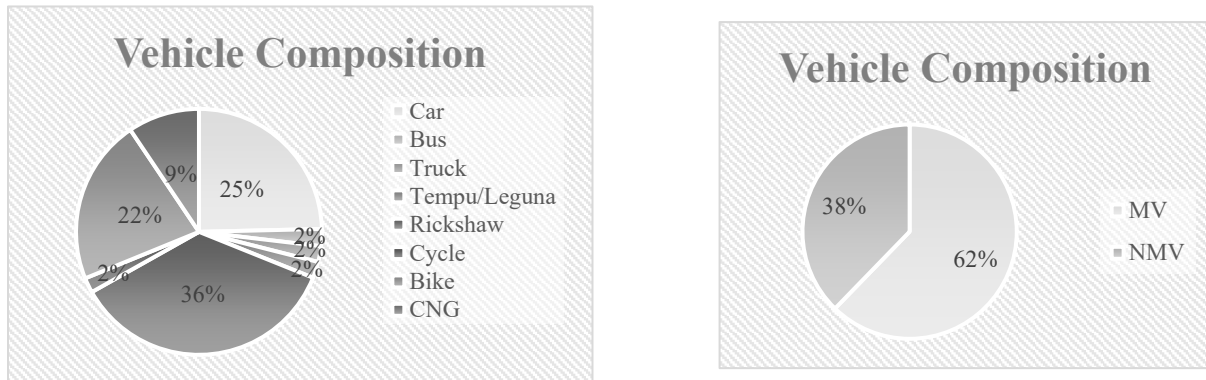 Vehicle Composition
Car
Bus
Truck
Tempu/Leguna
Rickshaw
Cycle
Bike
CNG
25%
2%
2%
2%
36%
2%
22%
9%
Vehicle Composition
MV
NMV
62%
38%